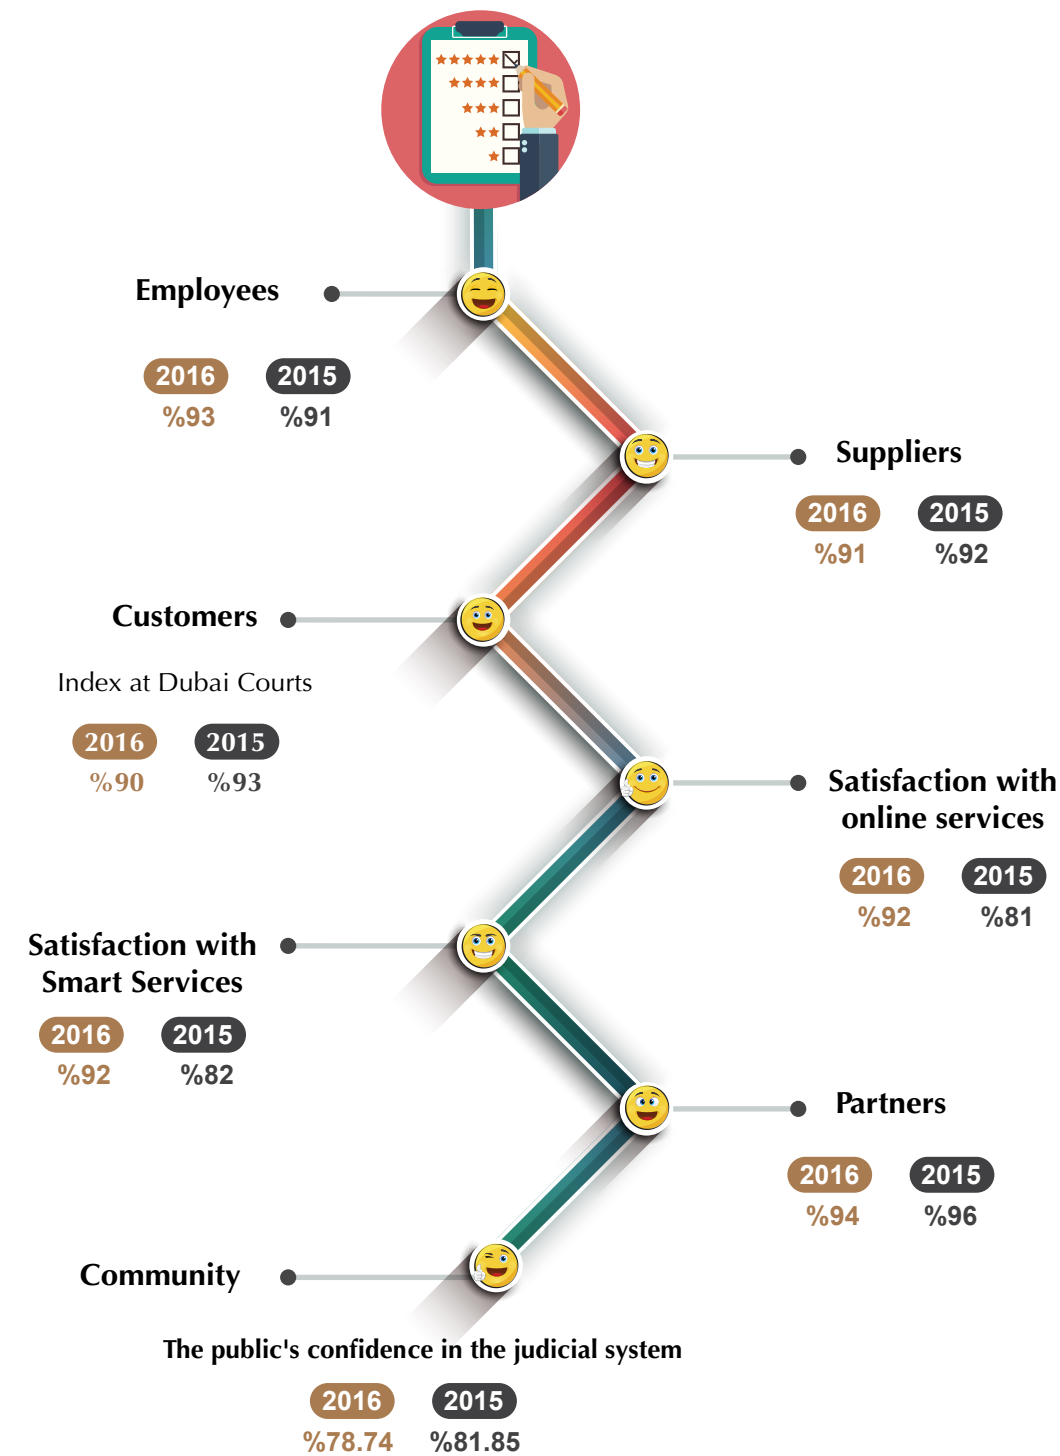 Employees
2016 2015
%93 %91
Suppliers
2016 2015
%91 %92
Customers
Index at Dubai Courts
2016 2015
%90 %93
Satisfaction with
online services
2016 2015
%92 %81
Satisfaction with
Smart Services
2016 2015
%92 %82
Partners
2016 2015
%94 %96
Community
The public's confidence in the judicial system
2016 2015
%78.74 %81.85